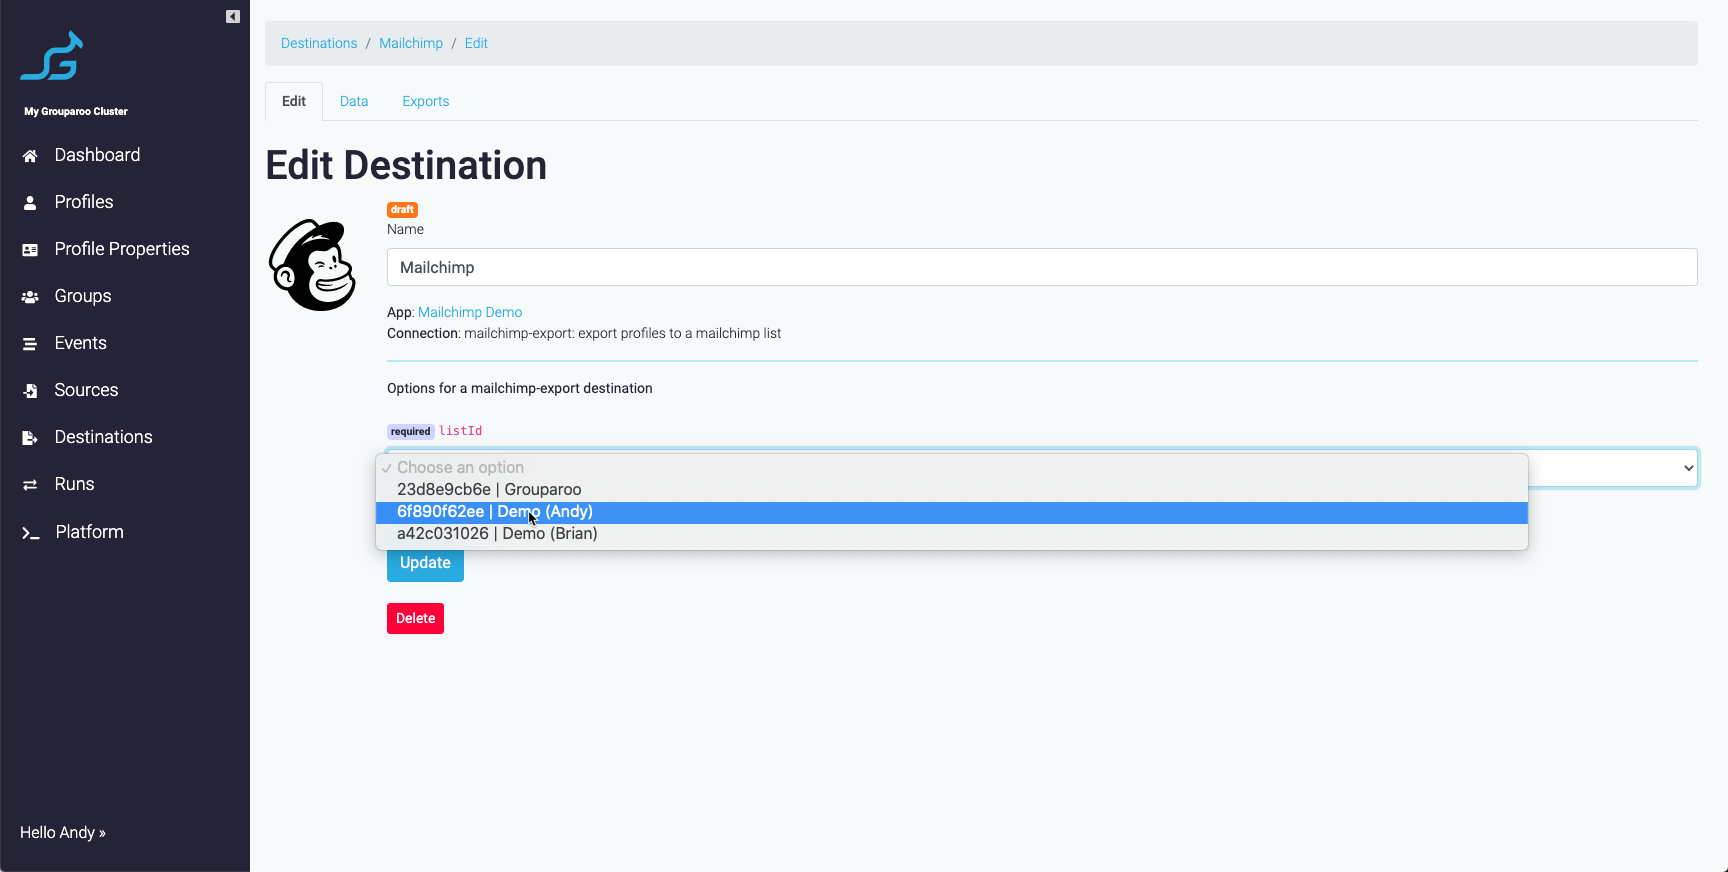 My Grouparoo Cluster
Dashboard
Profiles
Profile Properties
Groups
Events
Sources
Destinations
Runs
Platform
Hello Andy »
Destinations / Mailchimp / Edit
Edit Data Exports
Edit Destination
draft
Name
Mailchimp
App: Mailchimp Demo
Connection: mailchimp-export: export profiles to a mailchimp list
Options for a mailchimp-export destination
required listId
✓ Choose an option
23d8e9cb6e | Grouparoo
6f890f62ee | Demo (Andy)
a42c031026 | Demo (Brian)
Update
Delete